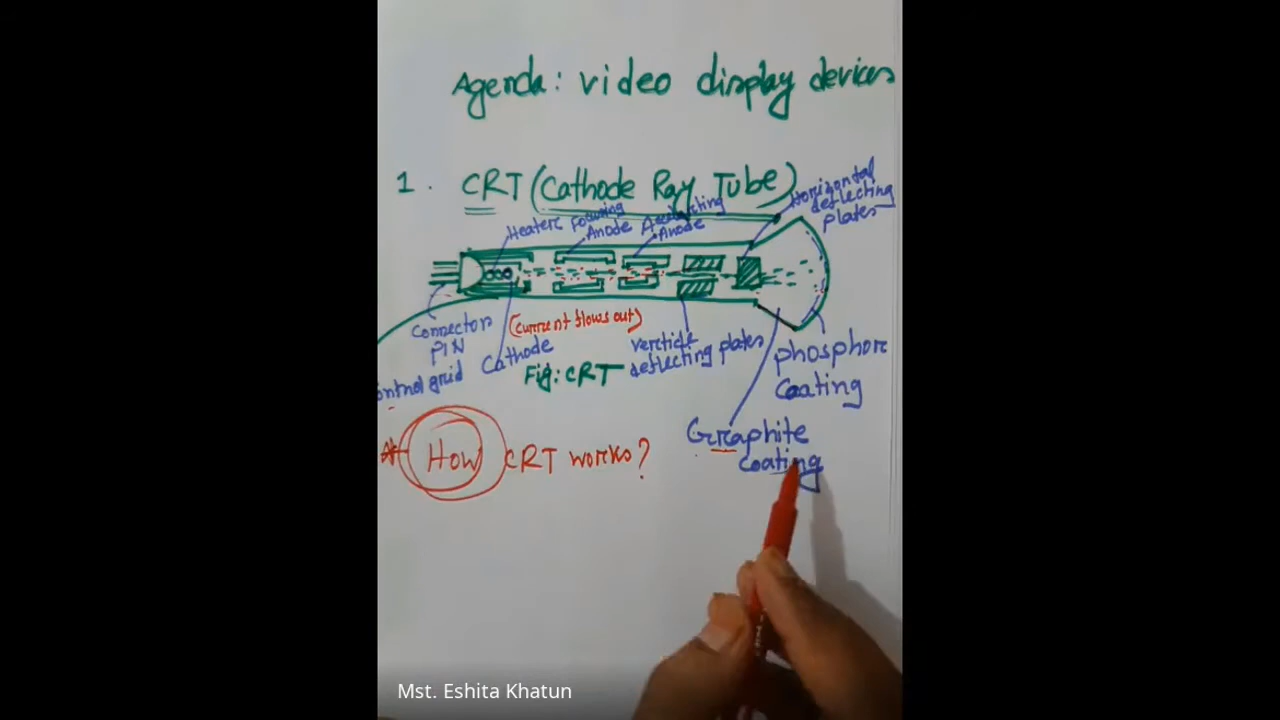 Agenda: video display devices
1. CRT (Cathode Ray Tube)
Horizontal
deflecting
plates
Heater Focusing
Anode
Accelerating
Anode
Connectors
PIN
Cathode
(current flows out)
Fig: CRT
verticle
deflecting plates
phosphor
coating
control grid
Graphite
coating
* How CRT works?
Mst. Eshita Khatun